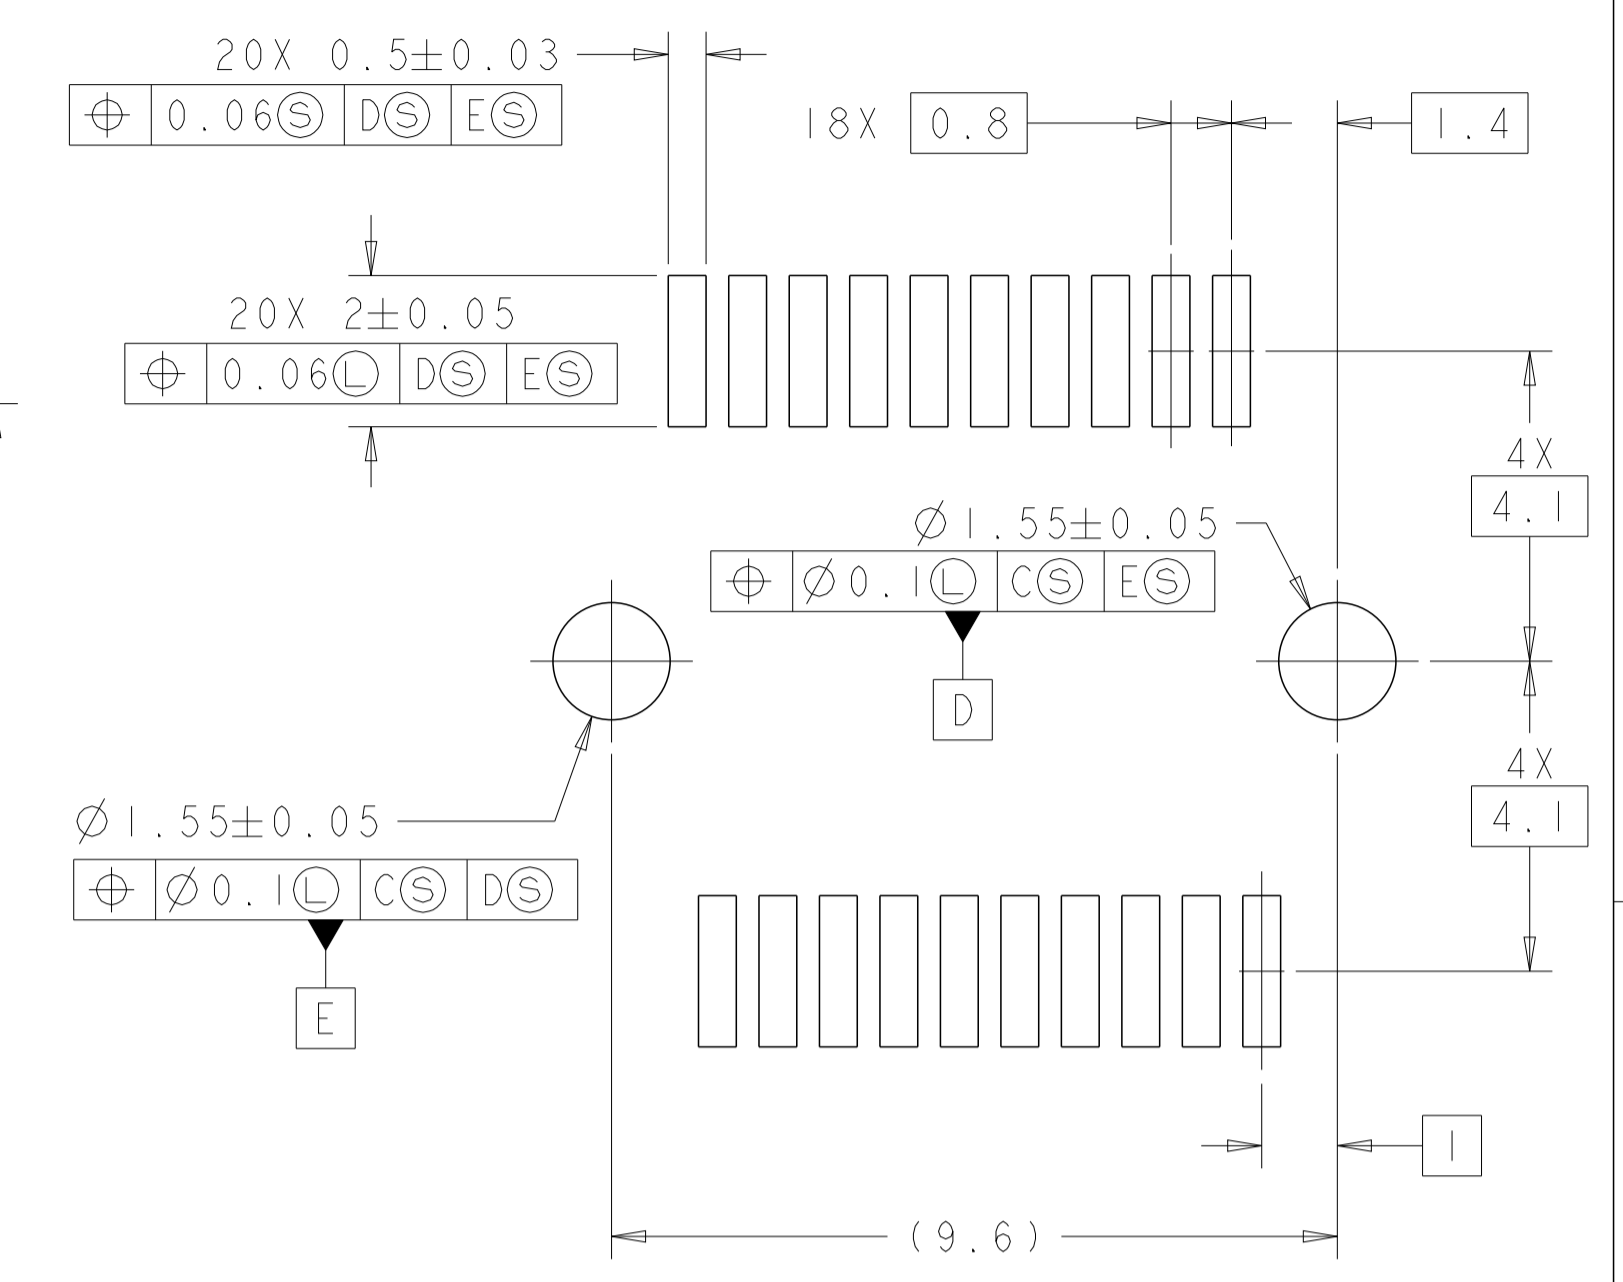 20X 0.5±0.03
⌖ 0.06Ⓢ DⓈ EⓈ
18X 0.8
1.4
20X 2±0.05
⌖ 0.06Ⓛ DⓈ EⓈ
4X
4.1
Ø1.55±0.05
⌖ Ø0.1Ⓛ CⓈ EⓈ
D
4X
4.1
Ø1.55±0.05
⌖ Ø0.1Ⓛ CⓈ DⓈ
E
1
(9.6)